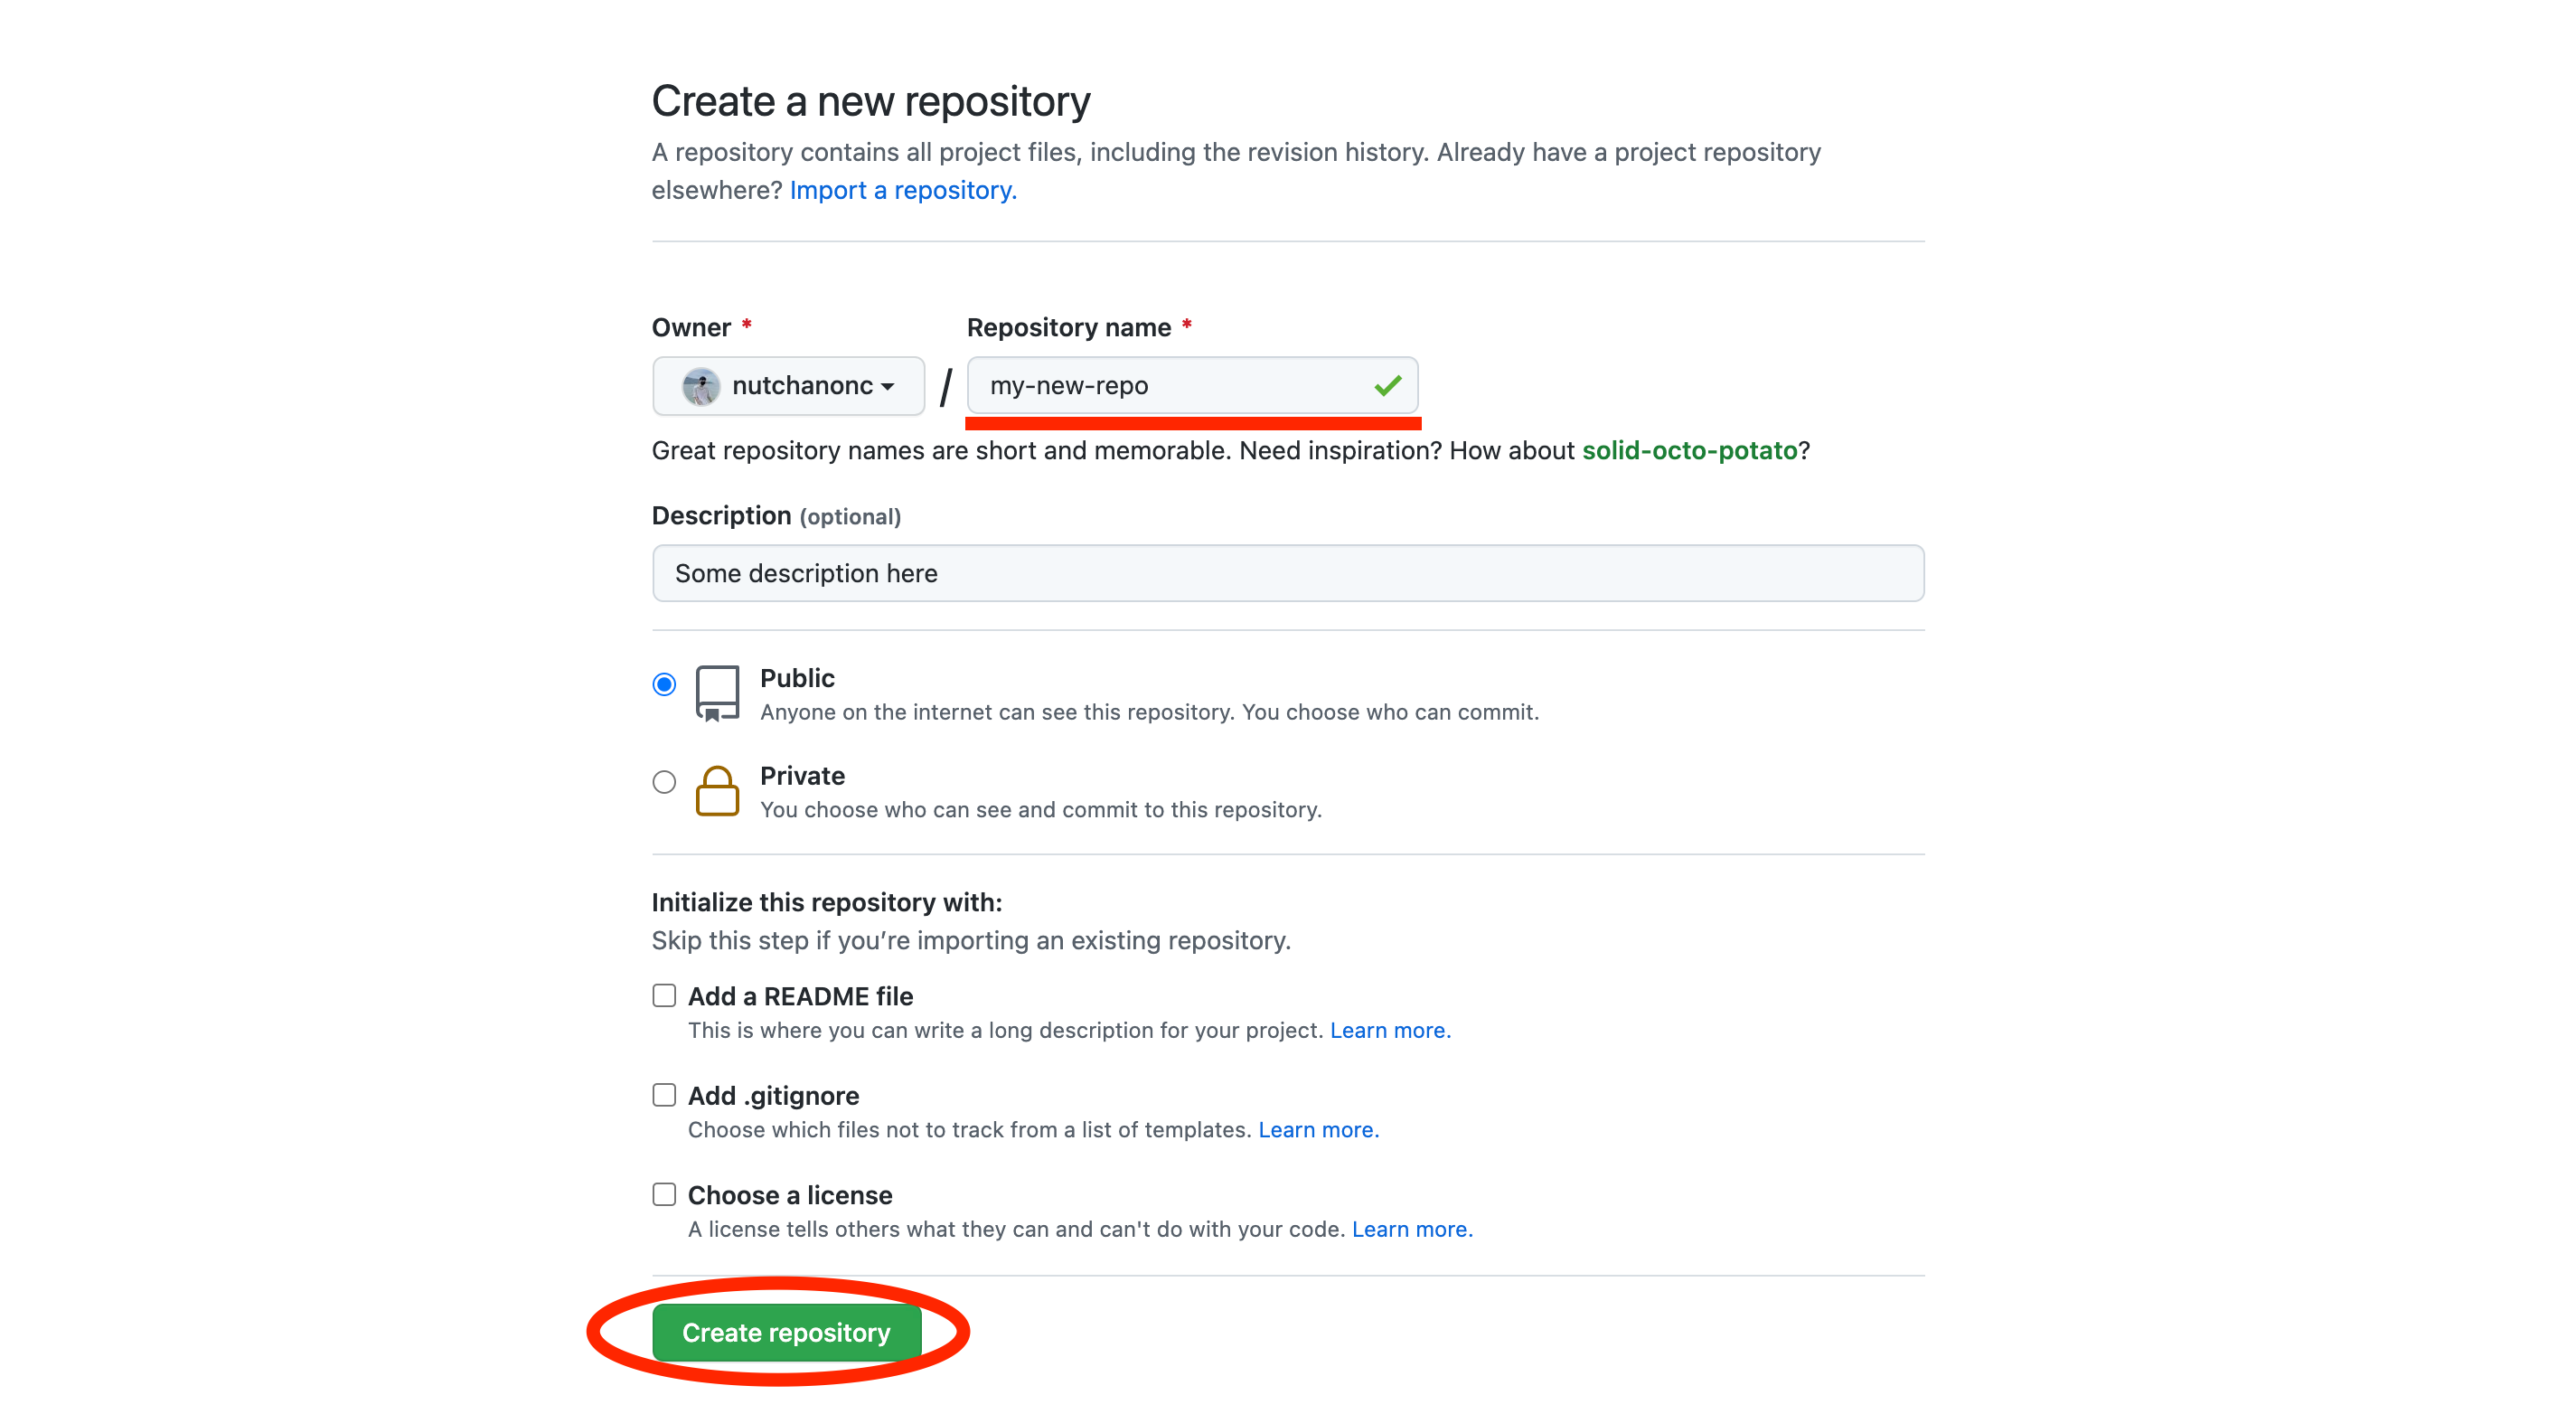 Create a new repository
A repository contains all project files, including the revision history. Already have a project repository
elsewhere? Import a repository.
Owner * Repository name *
nutchanonc / my-new-repo
Great repository names are short and memorable. Need inspiration? How about solid-octo-potato?
Description (optional)
Some description here
Public
Anyone on the internet can see this repository. You choose who can commit.
Private
You choose who can see and commit to this repository.
Initialize this repository with:
Skip this step if you’re importing an existing repository.
Add a README file
This is where you can write a long description for your project. Learn more.
Add .gitignore
Choose which files not to track from a list of templates. Learn more.
Choose a license
A license tells others what they can and can't do with your code. Learn more.
Create repository